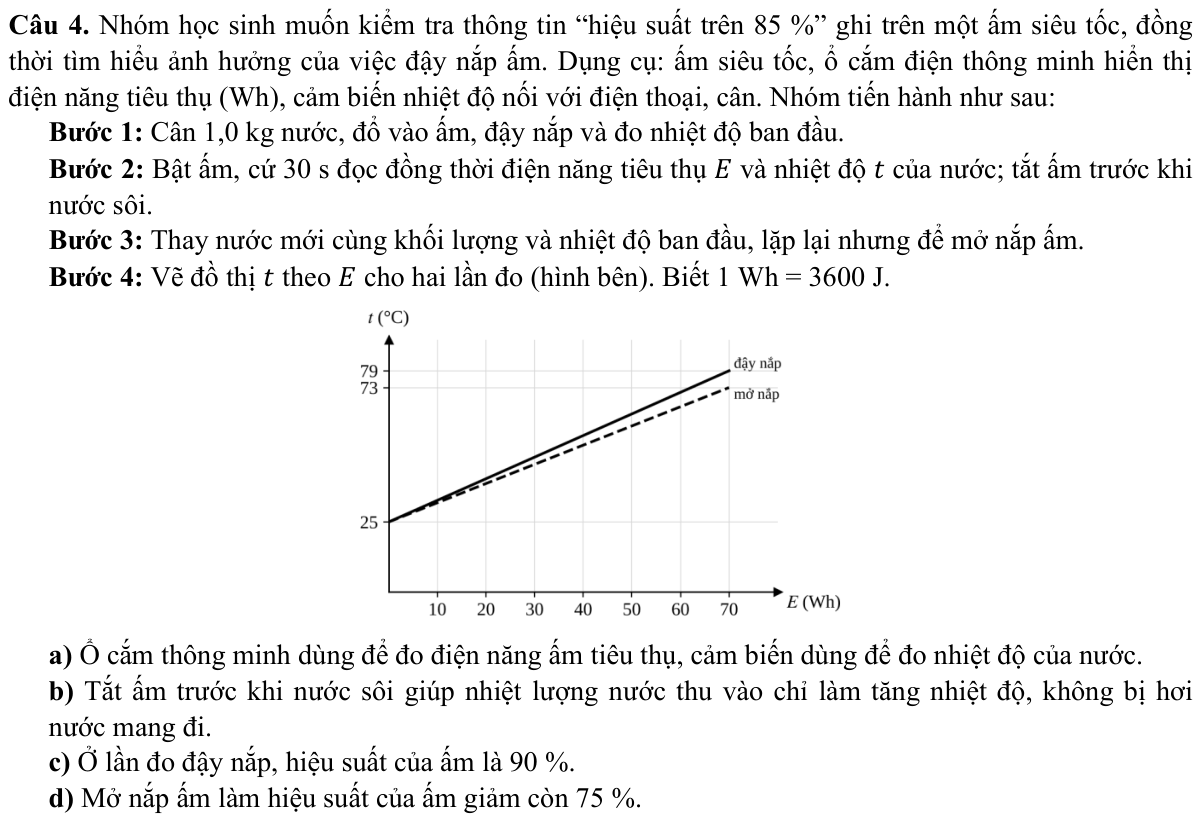 Câu 4. Nhóm học sinh muốn kiểm tra thông tin “hiệu suất trên 85 %” ghi trên một ấm siêu tốc, đồng
thời tìm hiểu ảnh hưởng của việc đậy nắp ấm. Dụng cụ: ấm siêu tốc, ổ cắm điện thông minh hiển thị
điện năng tiêu thụ (Wh), cảm biến nhiệt độ nối với điện thoại, cân. Nhóm tiến hành như sau:
Bước 1: Cân 1,0 kg nước, đổ vào ấm, đậy nắp và đo nhiệt độ ban đầu.
Bước 2: Bật ấm, cứ 30 s đọc đồng thời điện năng tiêu thụ E và nhiệt độ t của nước; tắt ấm trước khi
nước sôi.
Bước 3: Thay nước mới cùng khối lượng và nhiệt độ ban đầu, lặp lại nhưng để mở nắp ấm.
Bước 4: Vẽ đồ thị t theo E cho hai lần đo (hình bên). Biết 1 Wh = 3600 J.
t (°C)
79
73
25
đậy nắp
mở nắp
10 20 30 40 50 60 70
E (Wh)
a) Ổ cắm thông minh dùng để đo điện năng ấm tiêu thụ, cảm biến dùng để đo nhiệt độ của nước.
b) Tắt ấm trước khi nước sôi giúp nhiệt lượng nước thu vào chỉ làm tăng nhiệt độ, không bị hơi
nước mang đi.
c) Ở lần đo đậy nắp, hiệu suất của ấm là 90 %.
d) Mở nắp ấm làm hiệu suất của ấm giảm còn 75 %.